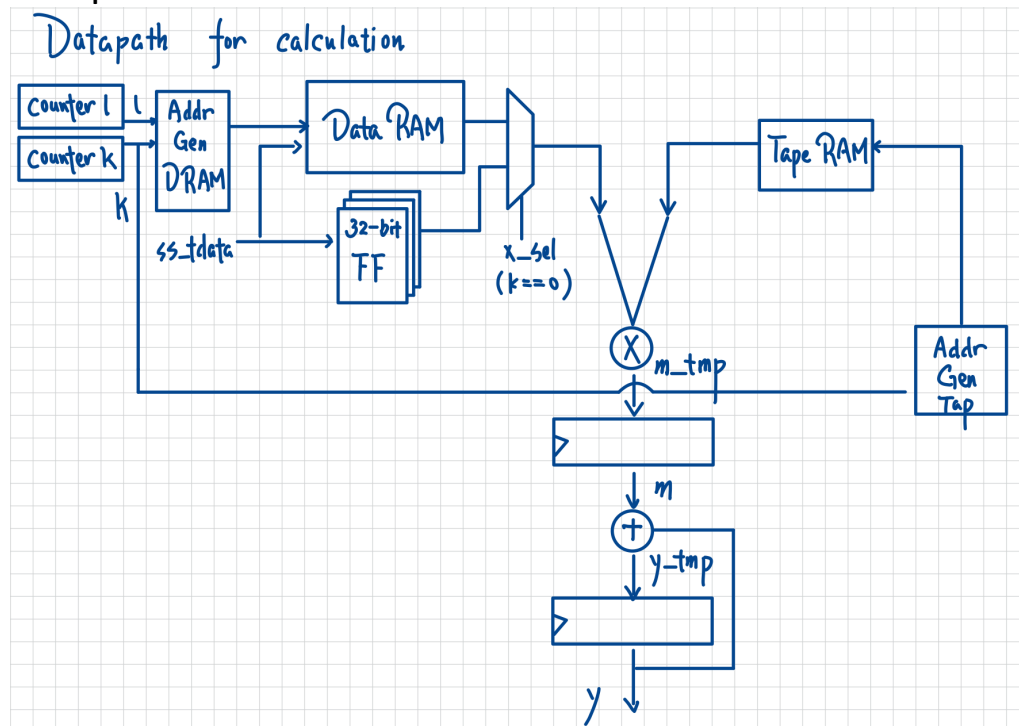 Datapath for calculation
counter l
l
counter k
k
Addr
Gen
DRAM
Data RAM
ss_tdata
32-bit
FF
x_sel
(k==0)
Tape RAM
X
m_tmp
Addr
Gen
Tap
m
+
y_tmp
y